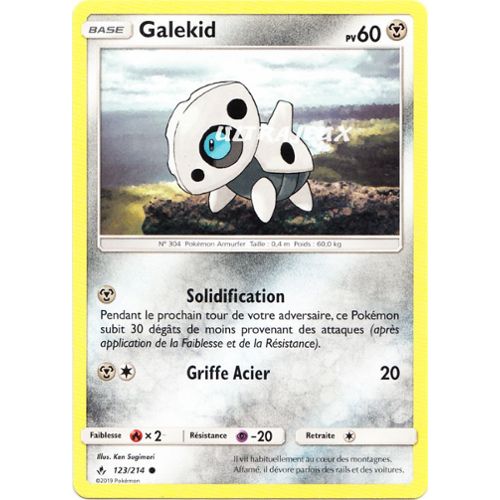 BASE Galekid PV60
ULTRAJEUX
N° 304 Pokémon Armurfer Taille : 0,4 m Poids : 60,0 kg
Solidification
Pendant le prochain tour de votre adversaire, ce Pokémon
subit 30 dégâts de moins provenant des attaques (après
application de la Faiblesse et de la Résistance).
Griffe Acier 20
Faiblesse ×2 Résistance -20 Retraite
Illus. Ken Sugimori
123/214
©2019 Pokémon
Il vit habituellement au cœur des montagnes.
Affamé, il dévore parfois des rails et des voitures.